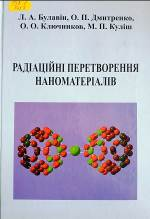 Л. А. Булавін, О. П. Дмитренко,
О. О. Ключников, М. П. Куліш
РАДІАЦІЙНІ ПЕРЕТВОРЕННЯ
НАНОМАТЕРІАЛІВ